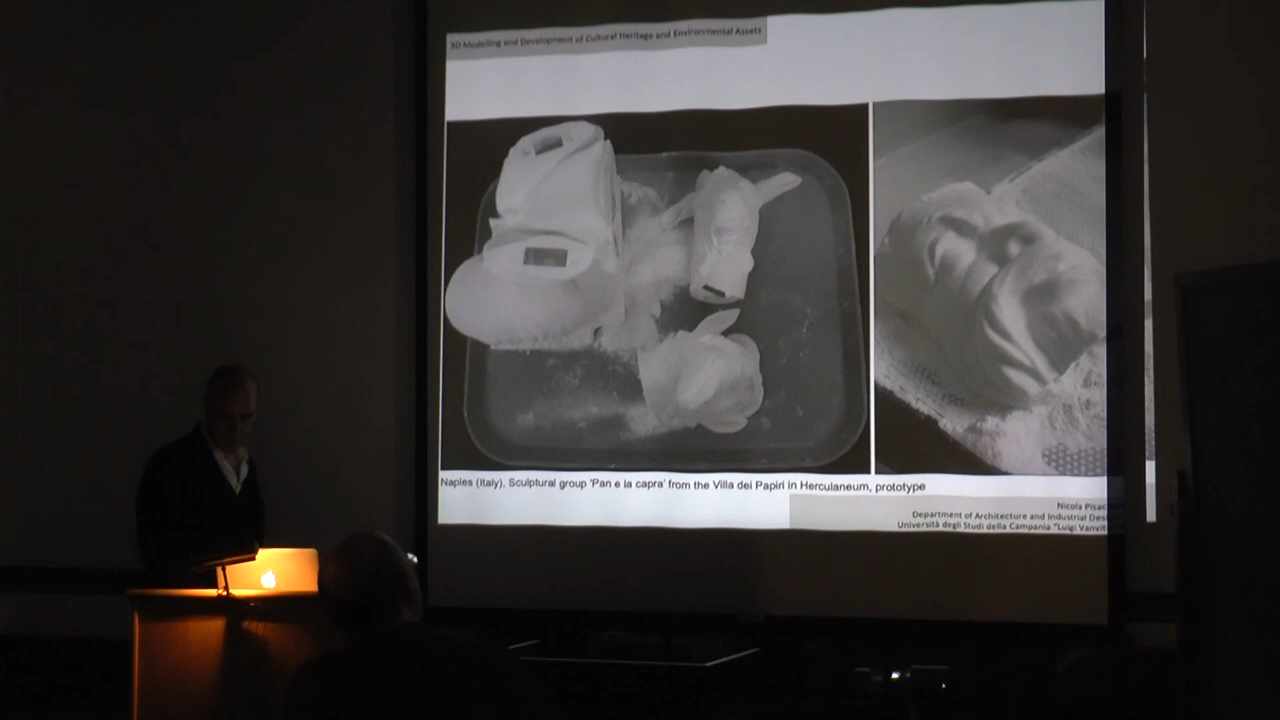 3D Modelling and Development of Cultural Heritage and Environmental Assets
Naples (Italy), Sculptural group 'Pan e la capra' from the Villa dei Papiri in Herculaneum, prototype
Nicola
Department of Architecture and Industrial
Università degli Studi della Campania "Luigi